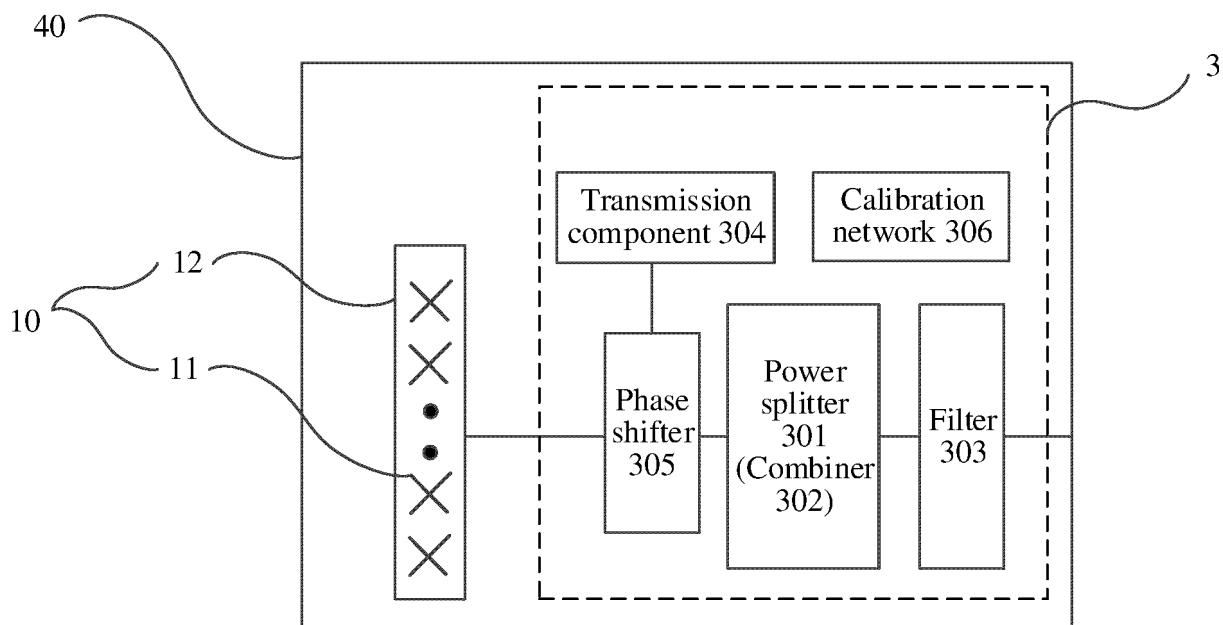 40
3
Transmission
component 304
Calibration
network 306
12
10
11
Phase
shifter
305
Power
splitter
301
(Combiner
302)
Filter
303